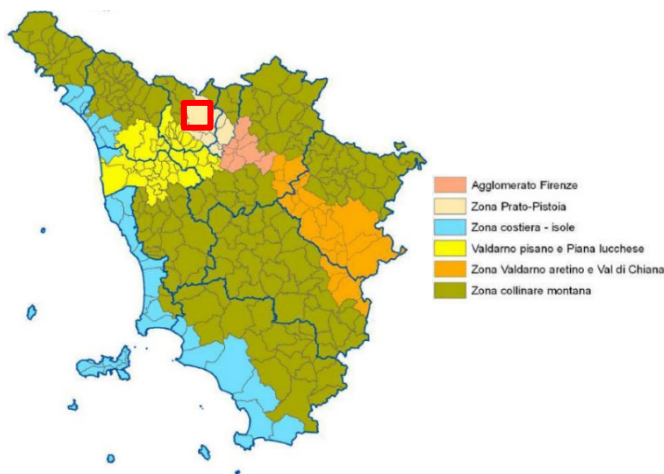 Agglomerato Firenze
Zona Prato-Pistoia
Zona costiera - isole
Valdarno pisano e Piana lucchese
Zona Valdarno aretino e Val di Chiana
Zona collinare montana